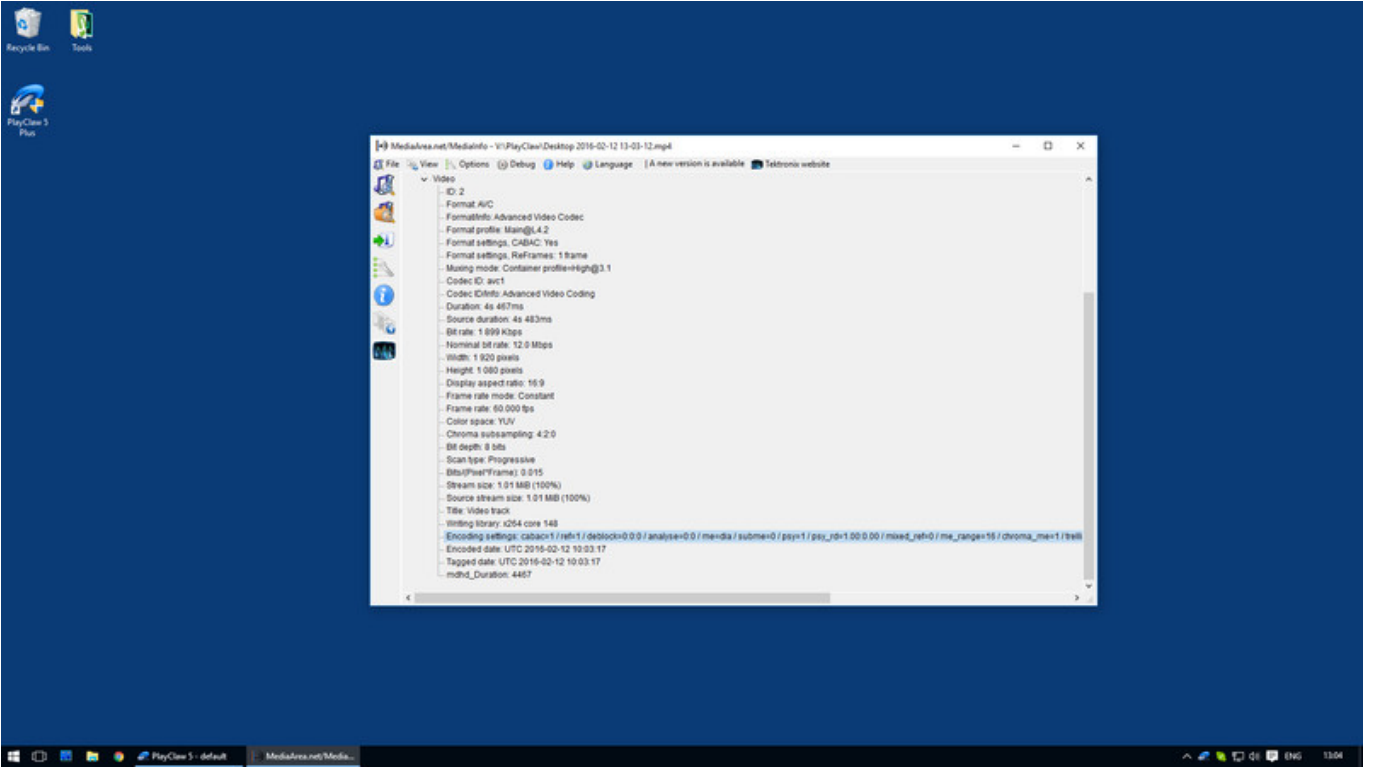 Recycle Bin
Tools
PlayClaw 5
Plus
MediaArea.net/MediaInfo - V:\PlayClaw\Desktop 2016-02-12 13-03-12.mp4
File View Options Debug Help Language | A new version is available Tektronix website
Video
ID: 2
Format: AVC
Format/Info: Advanced Video Codec
Format profile: Main@L4.2
Format settings, CABAC: Yes
Format settings, ReFrames: 1 frame
Muxing mode: Container profile=High@3.1
Codec ID: avc1
Codec ID/Info: Advanced Video Coding
Duration: 4s 467ms
Source duration: 4s 483ms
Bit rate: 1 899 Kbps
Nominal bit rate: 12.0 Mbps
Width: 1 920 pixels
Height: 1 080 pixels
Display aspect ratio: 16:9
Frame rate mode: Constant
Frame rate: 60.000 fps
Color space: YUV
Chroma subsampling: 4:2:0
Bit depth: 8 bits
Scan type: Progressive
Bits/(Pixel*Frame): 0.015
Stream size: 1.01 MiB (100%)
Source stream size: 1.01 MiB (100%)
Title: Video track
Writing library: x264 core 148
Encoding settings: cabac=1 / ref=1 / deblock=0:0:0 / analyse=0:0 / me=dia / subme=0 / psy=1 / psy_rd=1.00:0.00 / mixed_ref=0 / me_range=16 / chroma_me=1 / trelli
Encoded date: UTC 2016-02-12 10:03:17
Tagged date: UTC 2016-02-12 10:03:17
mdhd_Duration: 4467
PlayClaw 5 - default
MediaArea.net/Media...
ENG
13:04